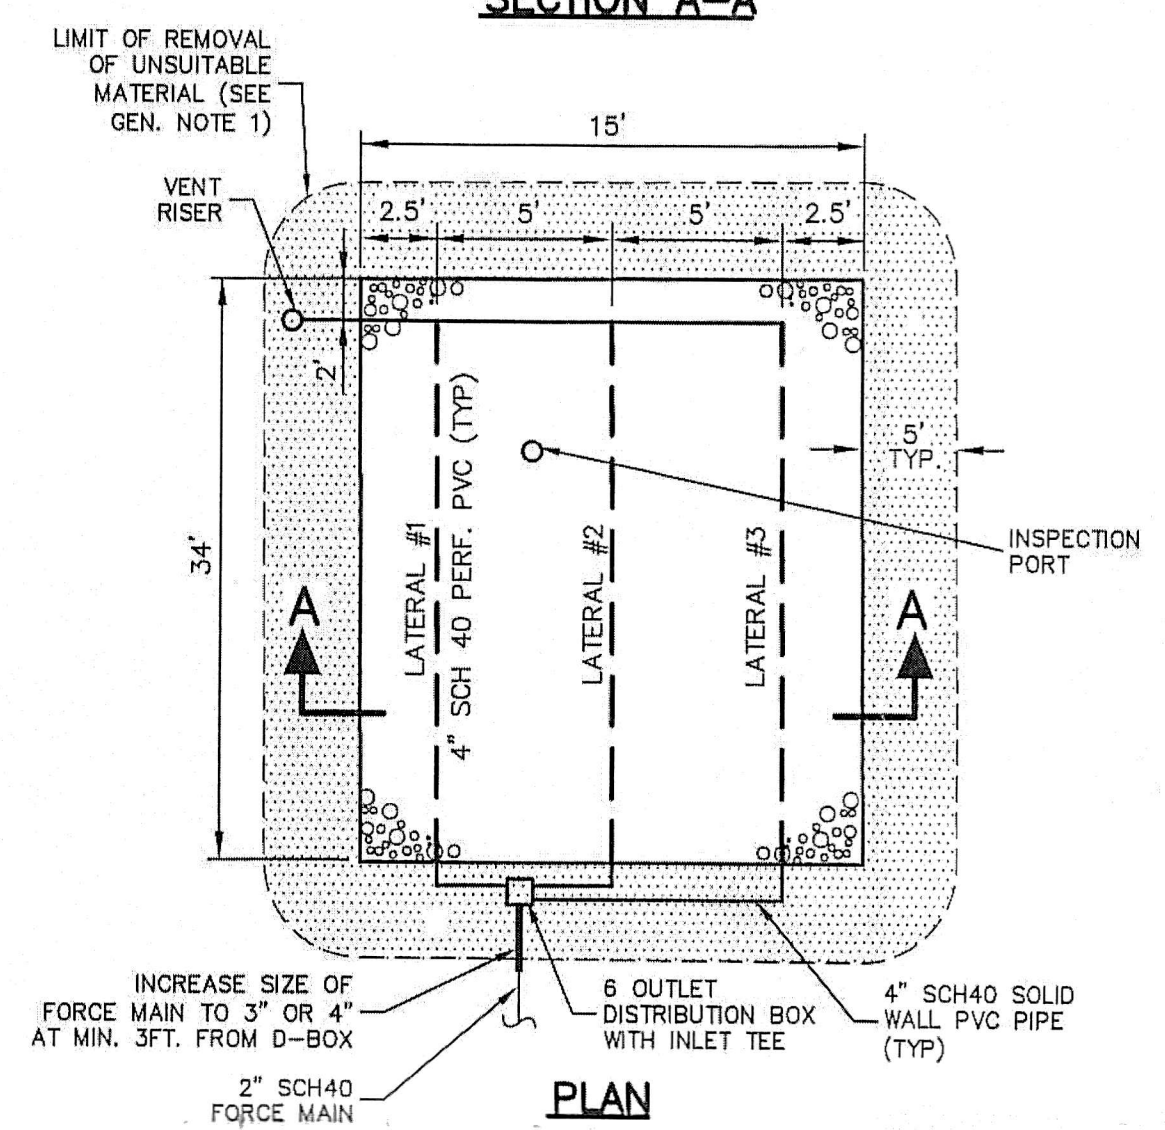 SECTION A-A
LIMIT OF REMOVAL
OF UNSUITABLE
MATERIAL (SEE
GEN. NOTE 1)
15'
VENT
RISER
2.5'
5'
5'
2.5'
2'
34'
LATERAL #1
4" SCH 40 PERF. PVC (TYP)
LATERAL #2
LATERAL #3
5'
TYP.
INSPECTION
PORT
A
A
INCREASE SIZE OF
FORCE MAIN TO 3" OR 4"
AT MIN. 3FT. FROM D-BOX
6 OUTLET
DISTRIBUTION BOX
WITH INLET TEE
4" SCH40 SOLID
WALL PVC PIPE
(TYP)
2" SCH40
FORCE MAIN
PLAN